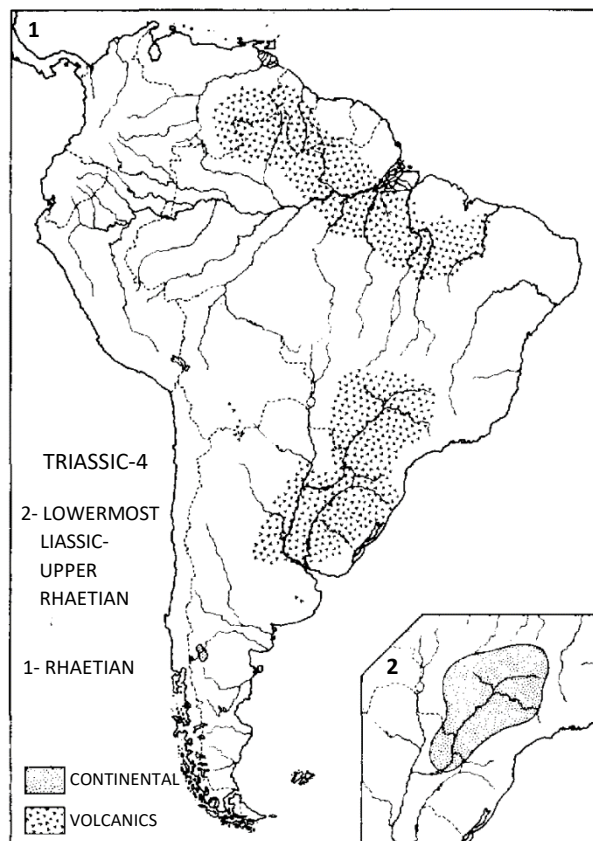 1
TRIASSIC-4
2- LOWERMOST
LIASSIC-
UPPER
RHAETIAN
1- RHAETIAN
CONTINENTAL
VOLCANICS
2